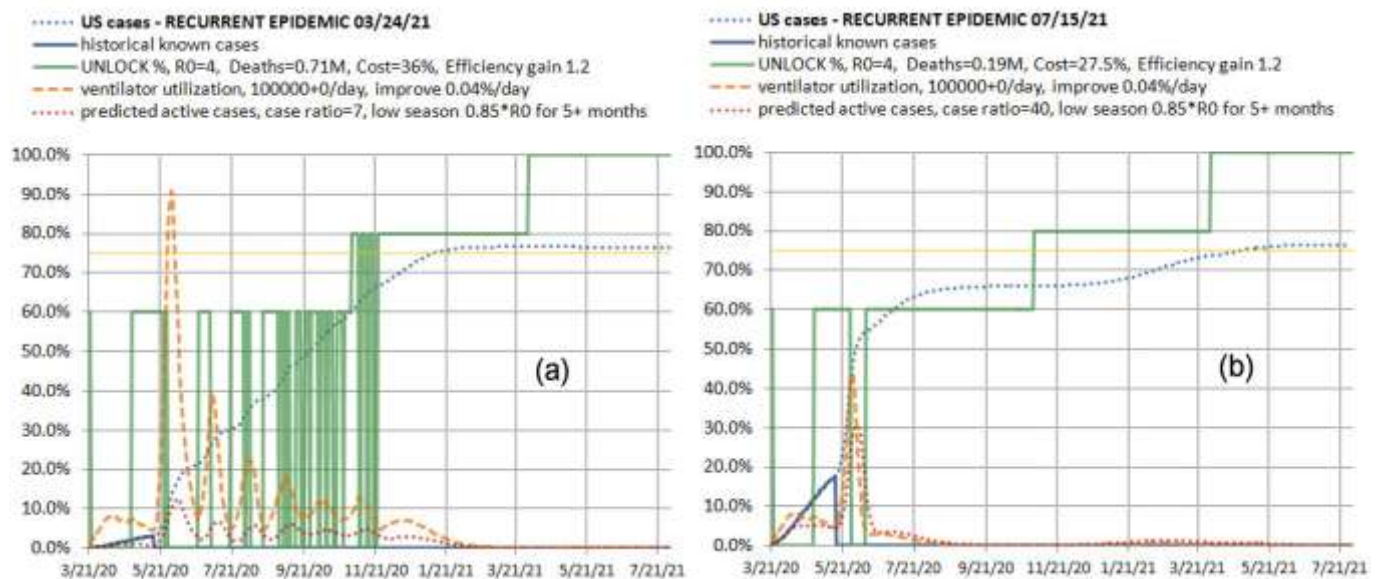 US cases - RECURRENT EPIDEMIC 03/24/21
historical known cases
UNLOCK %, R0=4, Deaths=0.71M, Cost=36%, Efficiency gain 1.2
ventilator utilization, 100000+0/day, improve 0.04%/day
predicted active cases, case ratio=7, low season 0.85*R0 for 5+ months
100.0%
90.0%
80.0%
70.0%
60.0%
50.0%
40.0%
30.0%
20.0%
10.0%
0.0%
(a)
3/21/20 5/21/20 7/21/20 9/21/20 11/21/20 1/21/21 3/21/21 5/21/21 7/21/21
US cases - RECURRENT EPIDEMIC 07/15/21
historical known cases
UNLOCK %, R0=4, Deaths=0.19M, Cost=27.5%, Efficiency gain 1.2
ventilator utilization, 100000+0/day, improve 0.04%/day
predicted active cases, case ratio=40, low season 0.85*R0 for 5+ months
100.0%
90.0%
80.0%
70.0%
60.0%
50.0%
40.0%
30.0%
20.0%
10.0%
0.0%
(b)
3/21/20 5/21/20 7/21/20 9/21/20 11/21/20 1/21/21 3/21/21 5/21/21 7/21/21